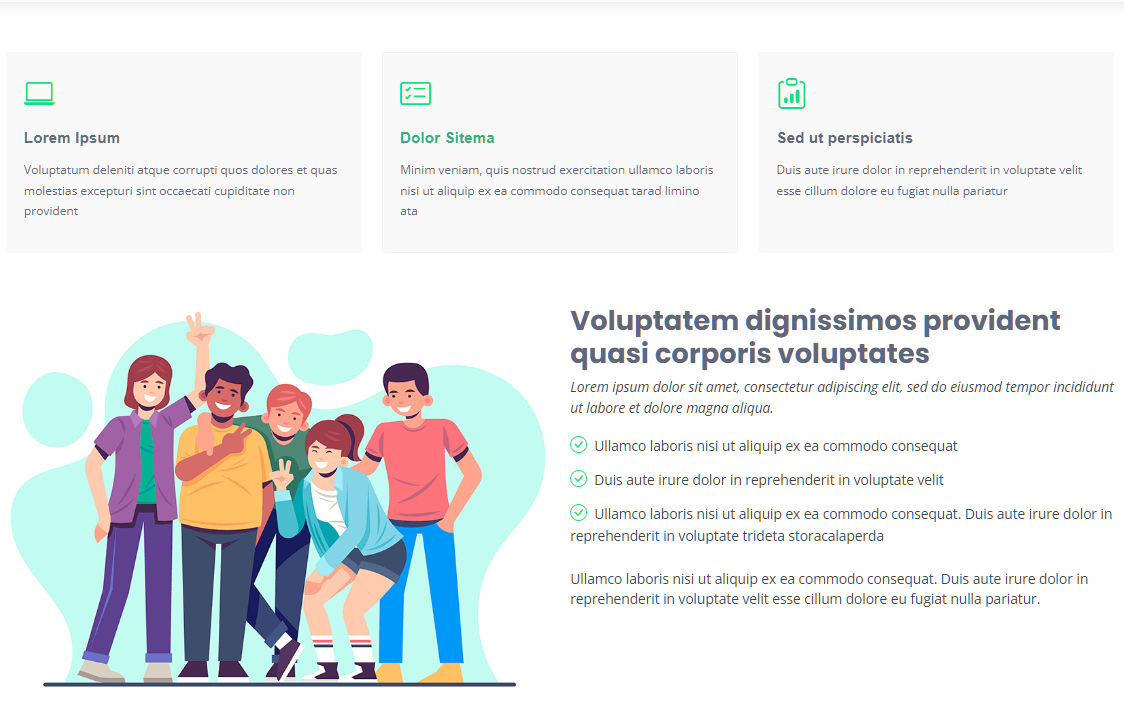 Lorem Ipsum
Voluptatum deleniti atque corrupti quos dolores et quas
molestias excepturi sint occaecati cupiditate non
provident
Dolor Sitema
Minim veniam, quis nostrud exercitation ullamco laboris
nisi ut aliquip ex ea commodo consequat tarad limino
ata
Sed ut perspiciatis
Duis aute irure dolor in reprehenderit in voluptate velit
esse cillum dolore eu fugiat nulla pariatur
Voluptatem dignissimos provident
quasi corporis voluptates
Lorem ipsum dolor sit amet, consectetur adipiscing elit, sed do eiusmod tempor incididunt
ut labore et dolore magna aliqua.
Ullamco laboris nisi ut aliquip ex ea commodo consequat
Duis aute irure dolor in reprehenderit in voluptate velit
Ullamco laboris nisi ut aliquip ex ea commodo consequat. Duis aute irure dolor in
reprehenderit in voluptate trideta storacalaperda
Ullamco laboris nisi ut aliquip ex ea commodo consequat. Duis aute irure dolor in
reprehenderit in voluptate velit esse cillum dolore eu fugiat nulla pariatur.